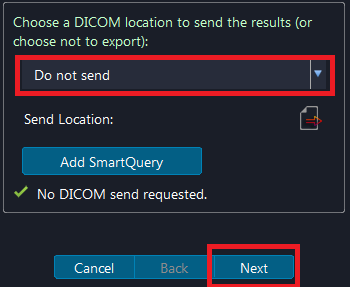 Choose a DICOM location to send the results (or
choose not to export):
Do not send
Send Location:
Add SmartQuery
No DICOM send requested.
Cancel Back Next